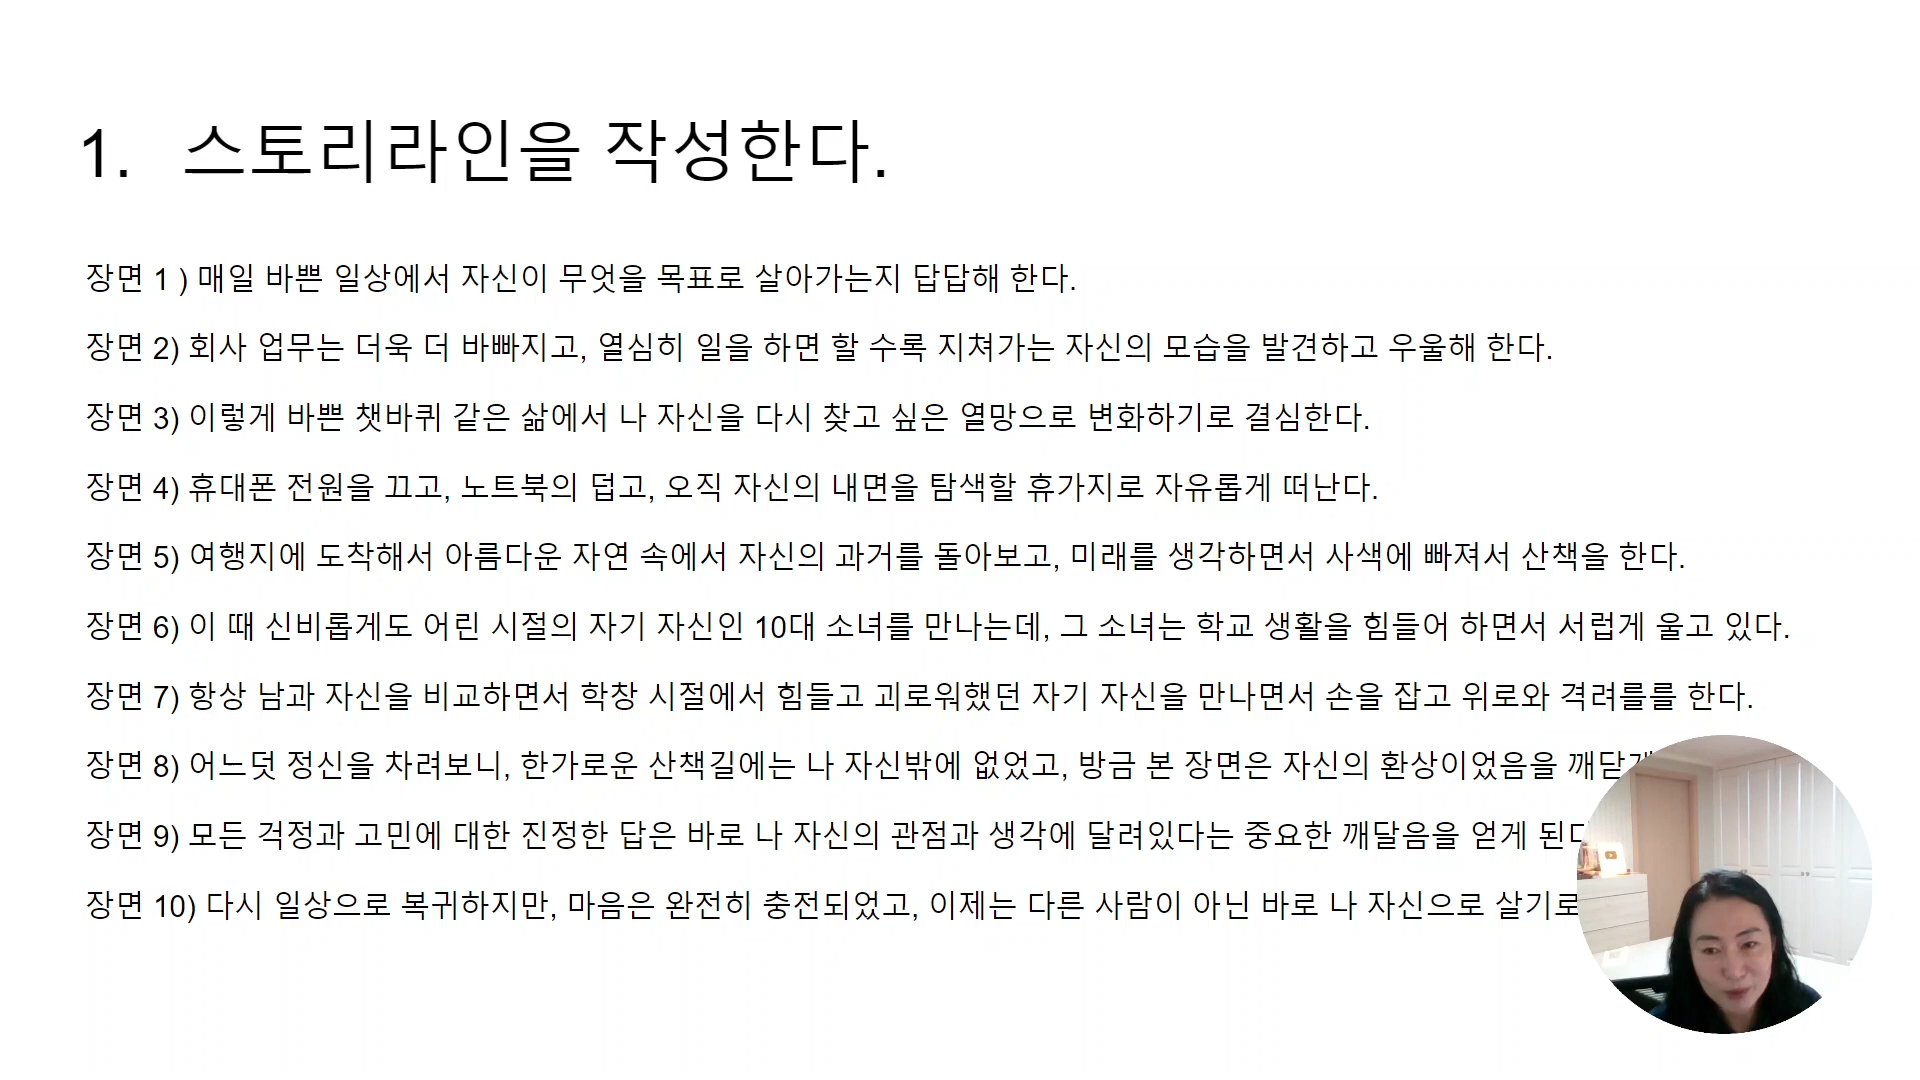 1. 스토리라인을 작성한다.
장면 1 ) 매일 바쁜 일상에서 자신이 무엇을 목표로 살아가는지 답답해 한다.
장면 2) 회사 업무는 더욱 더 바빠지고, 열심히 일을 하면 할 수록 지쳐가는 자신의 모습을 발견하고 우울해 한다.
장면 3) 이렇게 바쁜 챗바퀴 같은 삶에서 나 자신을 다시 찾고 싶은 열망으로 변화하기로 결심한다.
장면 4) 휴대폰 전원을 끄고, 노트북의 덥고, 오직 자신의 내면을 탐색할 휴가지로 자유롭게 떠난다.
장면 5) 여행지에 도착해서 아름다운 자연 속에서 자신의 과거를 돌아보고, 미래를 생각하면서 사색에 빠져서 산책을 한다.
장면 6) 이 때 신비롭게도 어린 시절의 자기 자신인 10대 소녀를 만나는데, 그 소녀는 학교 생활을 힘들어 하면서 서럽게 울고 있다.
장면 7) 항상 남과 자신을 비교하면서 학창 시절에서 힘들고 괴로워했던 자기 자신을 만나면서 손을 잡고 위로와 격려를를 한다.
장면 8) 어느덧 정신을 차려보니, 한가로운 산책길에는 나 자신밖에 없었고, 방금 본 장면은 자신의 환상이었음을
장면 9) 모든 걱정과 고민에 대한 진정한 답은 바로 나 자신의 관점과 생각에 달려있다는 중요한 깨달음을 얻게
장면 10) 다시 일상으로 복귀하지만, 마음은 완전히 충전되었고, 이제는 다른 사람이 아닌 바로 나 자신으로 살기로